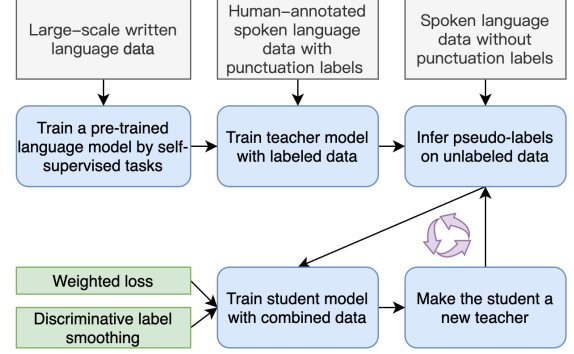 Large-scale written
language data
Human-annotated
spoken language
data with
punctuation labels
Spoken language
data without
punctuation labels
Train a pre-trained
language model by self-
supervised tasks
Train teacher model
with labeled data
Infer pseudo-labels
on unlabeled data
Weighted loss
Discriminative label
smoothing
Train student model
with combined data
Make the student a
new teacher